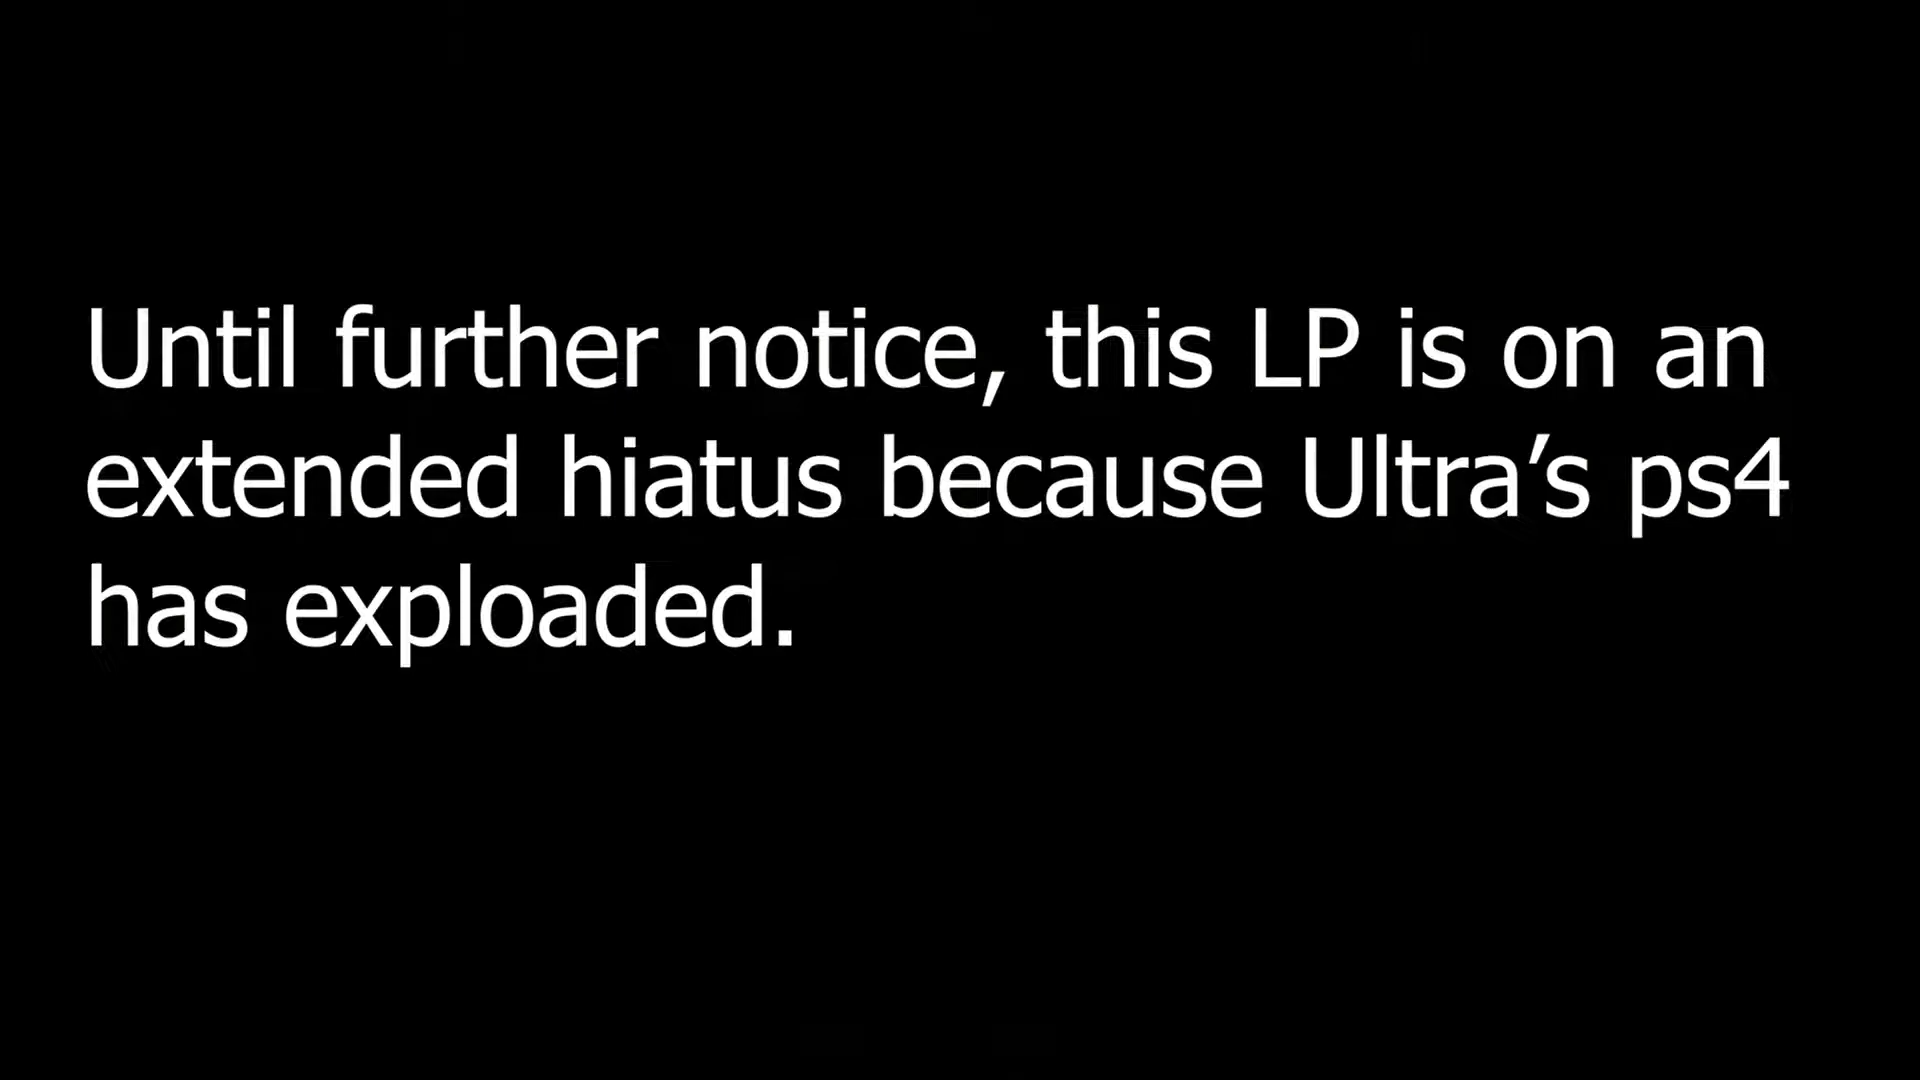 Until further notice, this LP is on an
extended hiatus because Ultra’s ps4
has exploaded.